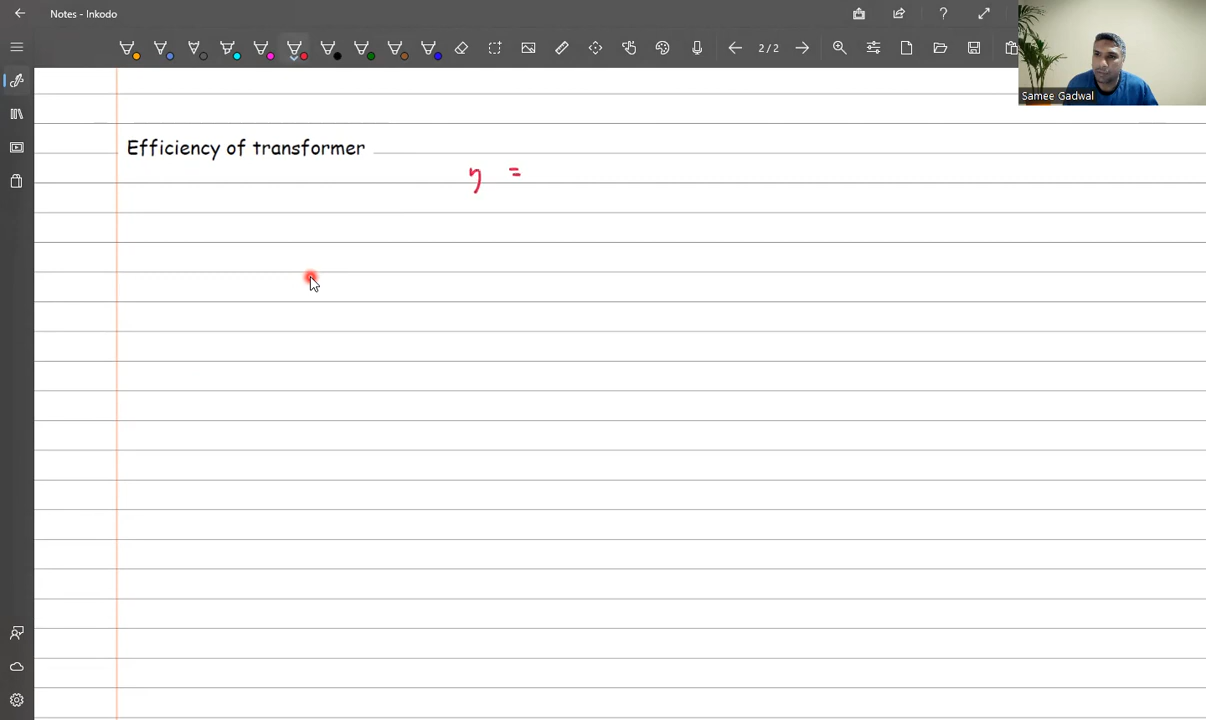 Notes - Inkodo
2/2
Samee Gadwal
Efficiency of transformer
η =